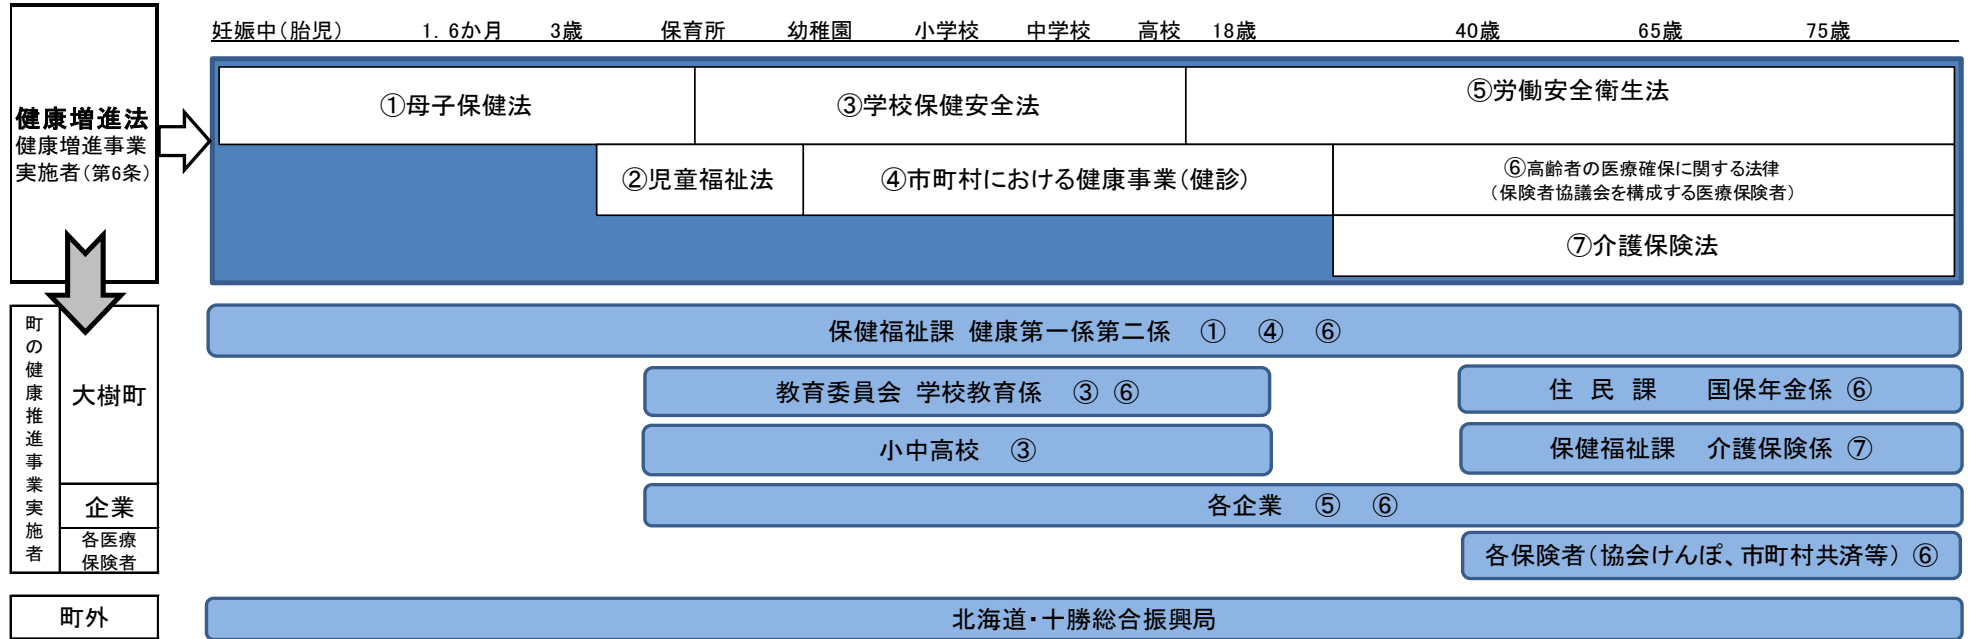 妊娠中(胎児) 1. 6か月 3歳 保育所 幼稚園 小学校 中学校 高校 18歳 40歳 65歳 75歳
健康増進法
健康増進事業
実施者(第6条)
①母子保健法 ③学校保健安全法 ⑤労働安全衛生法
②児童福祉法 ④市町村における健康事業(健診) ⑥高齢者の医療確保に関する法律
(保険者協議会を構成する医療保険者)
⑦介護保険法
町の健康推進事業実施者
大樹町
保健福祉課 健康第一係第二係 ① ④ ⑥
教育委員会 学校教育係 ③ ⑥
住 民 課 国保年金係 ⑥
小中高校 ③
保健福祉課 介護保険係 ⑦
企業
各企業 ⑤ ⑥
各医療
保険者
各保険者(協会けんぽ、市町村共済等) ⑥
町外
北海道・十勝総合振興局